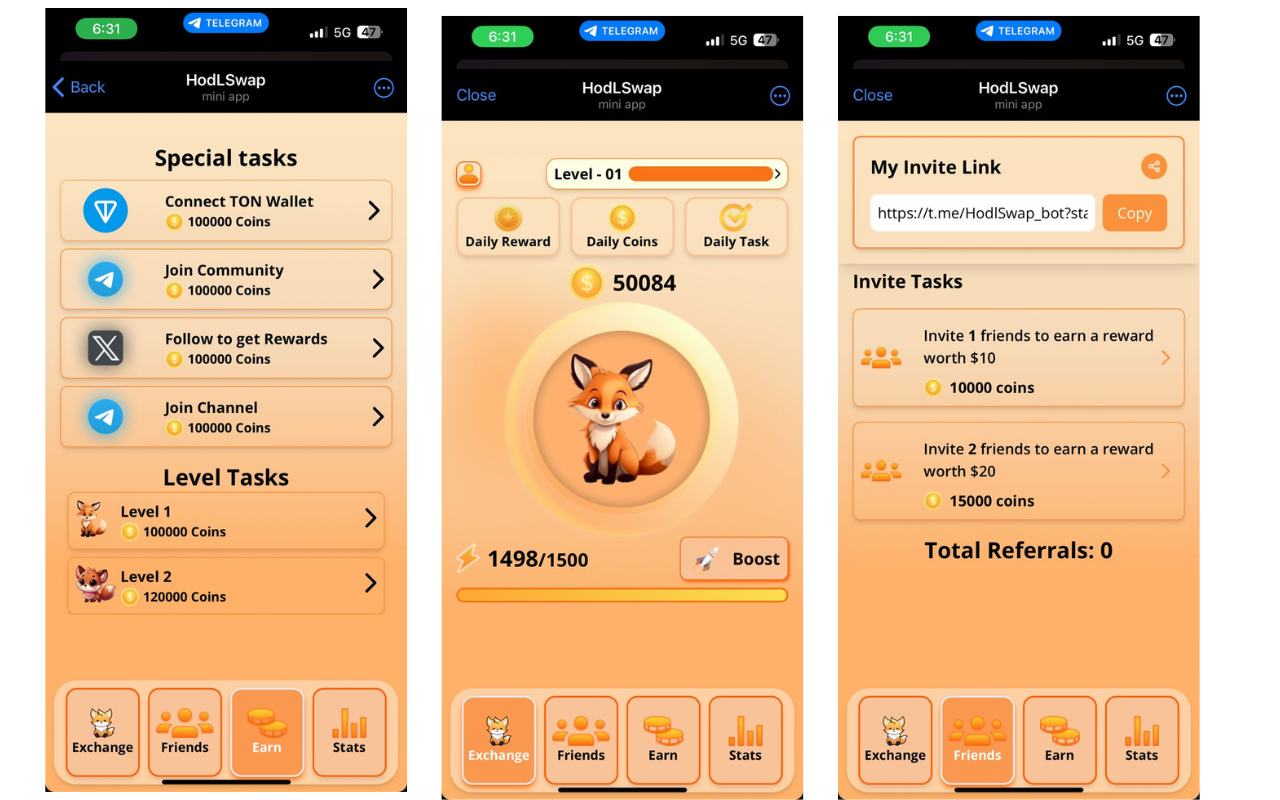 6:31
TELEGRAM
5G
47
Back
HodLSwap
mini app
Special tasks
Connect TON Wallet
100000 Coins
Join Community
100000 Coins
Follow to get Rewards
100000 Coins
Join Channel
100000 Coins
Level Tasks
Level 1
100000 Coins
Level 2
120000 Coins
Exchange
Friends
Earn
Stats
6:31
TELEGRAM
5G
47
Close
HodLSwap
mini app
Level - 01
Daily Reward
Daily Coins
Daily Task
50084
1498/1500
Boost
Exchange
Friends
Earn
Stats
6:31
TELEGRAM
5G
47
Close
HodLSwap
mini app
My Invite Link
https://t.me/HodlSwap_bot?sta
Copy
Invite Tasks
Invite 1 friends to earn a reward
worth $10
10000 coins
Invite 2 friends to earn a reward
worth $20
15000 coins
Total Referrals: 0
Exchange
Friends
Earn
Stats